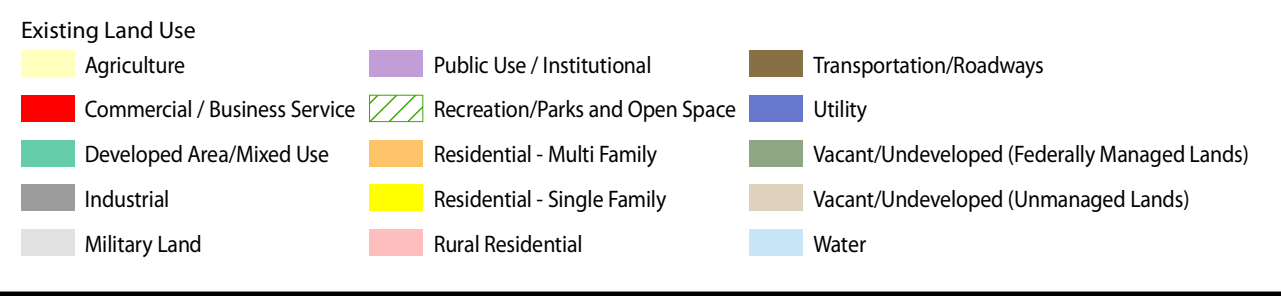 Existing Land Use
Agriculture
Commercial / Business Service
Developed Area/Mixed Use
Industrial
Military Land
Public Use / Institutional
Recreation/Parks and Open Space
Residential - Multi Family
Residential - Single Family
Rural Residential
Transportation/Roadways
Utility
Vacant/Undeveloped (Federally Managed Lands)
Vacant/Undeveloped (Unmanaged Lands)
Water